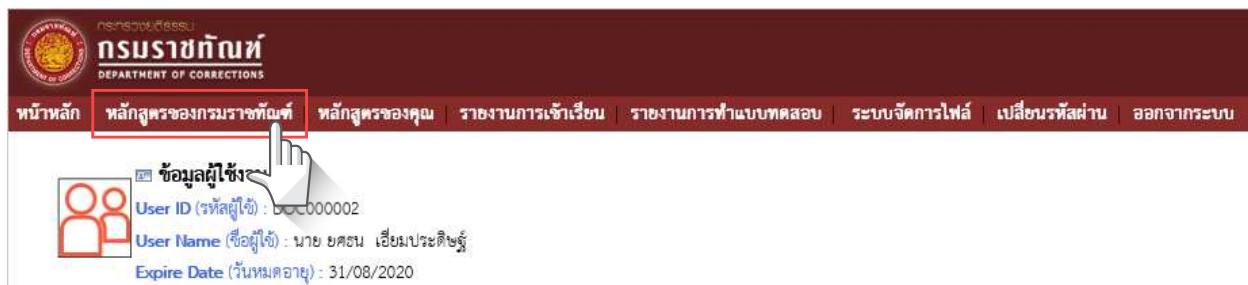 กระทรวงยุติธรรม
กรมราชทัณฑ์
DEPARTMENT OF CORRECTIONS
หน้าหลัก หลักสูตรของกรมราชทัณฑ์ หลักสูตรของคุณ รายงานการเข้าเรียน รายงานการทำแบบทดสอบ ระบบจัดการไฟล์ เปลี่ยนรหัสผ่าน ออกจากระบบ
ข้อมูลผู้ใช้งาน
User ID (รหัสผู้ใช้) : DOC000002
User Name (ชื่อผู้ใช้) : นาย ยศธน เอี่ยมประดิษฐ์
Expire Date (วันหมดอายุ) : 31/08/2020